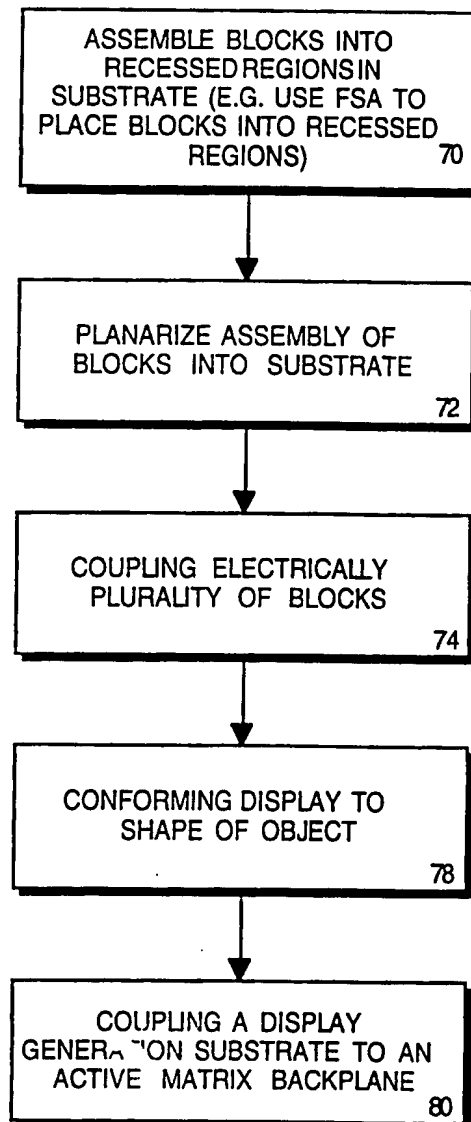 ASSEMBLE BLOCKS INTO
RECESSED REGIONS IN
SUBSTRATE (E.G. USE FSA TO
PLACE BLOCKS INTO RECESSED
REGIONS)
70
PLANARIZE ASSEMBLY OF
BLOCKS INTO SUBSTRATE
72
COUPLING ELECTRICALLY
PLURALITY OF BLOCKS
74
CONFORMING DISPLAY TO
SHAPE OF OBJECT
78
COUPLING A DISPLAY
GENERATION SUBSTRATE TO AN
ACTIVE MATRIX BACKPLANE
80